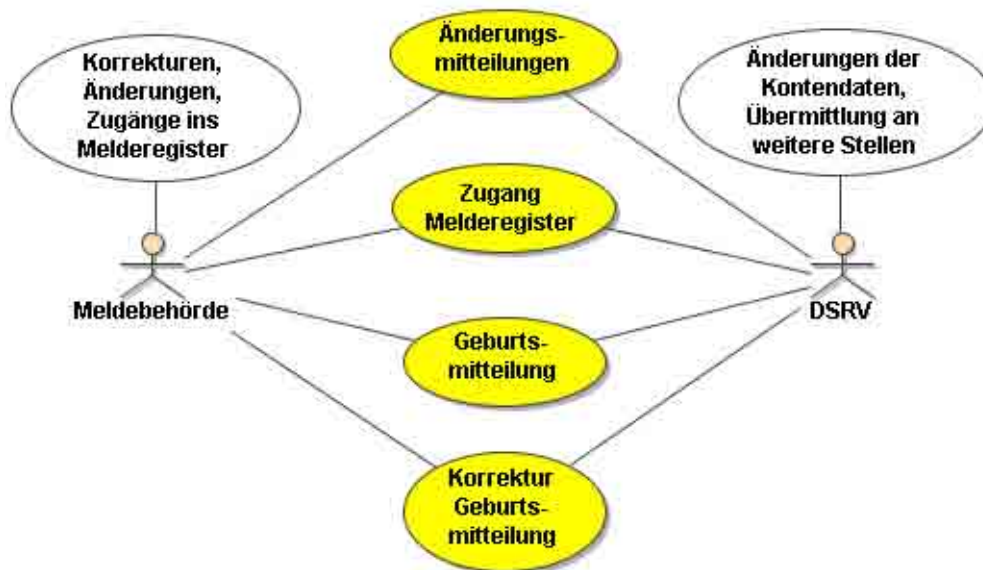 Korrekturen,
Änderungen,
Zugänge ins
Melderegister
Änderungs-
mitteilungen
Änderungen der
Kontendaten,
Übermittlung an
weitere Stellen
Zugang
Melderegister
Meldebehörde
DSRV
Geburts-
mitteilung
Korrektur
Geburts-
mitteilung